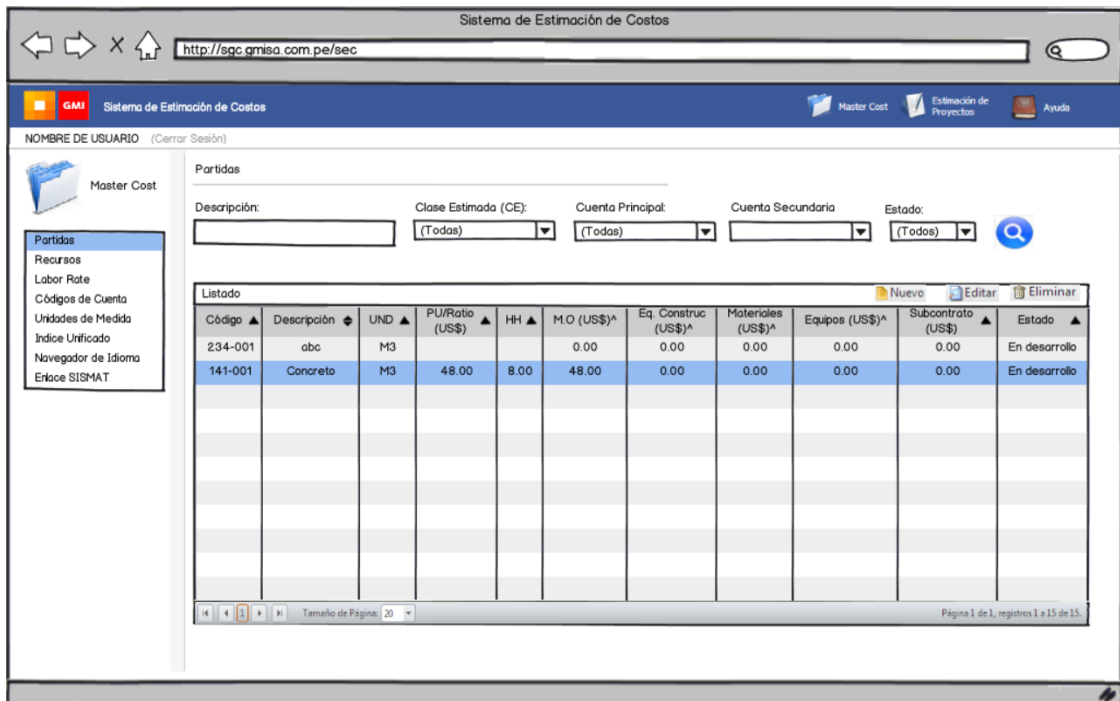 Sistema de Estimación de Costos
http://sgc.gmisa.com.pe/sec
GMI Sistema de Estimación de Costos Master Cost Estimación de Proyectos Ayuda
NOMBRE DE USUARIO (Cerrar Sesión)
Master Cost
Partidas
Recursos
Labor Rate
Códigos de Cuenta
Unidades de Medida
Indice Unificado
Navegador de Idioma
Enlace SISMAT
Partidas
Descripción: Clase Estimada (CE): Cuenta Principal: Cuenta Secundaria Estado:
(Todas) (Todas) (Todos)
Listado Nuevo Editar Eliminar
Código Descripción UND PU/Ratio (US$) HH M.O (US$)^ Eq. Construc (US$)^ Materiales (US$)^ Equipos (US$)^ Subcontrato (US$) Estado
234-001 abc M3 0.00 0.00 0.00 0.00 0.00 En desarrollo
141-001 Concreto M3 48.00 8.00 48.00 0.00 0.00 0.00 0.00 En desarrollo
1 Tamaño de Página: 20 Página 1 de 1, registros 1 a 15 de 15.